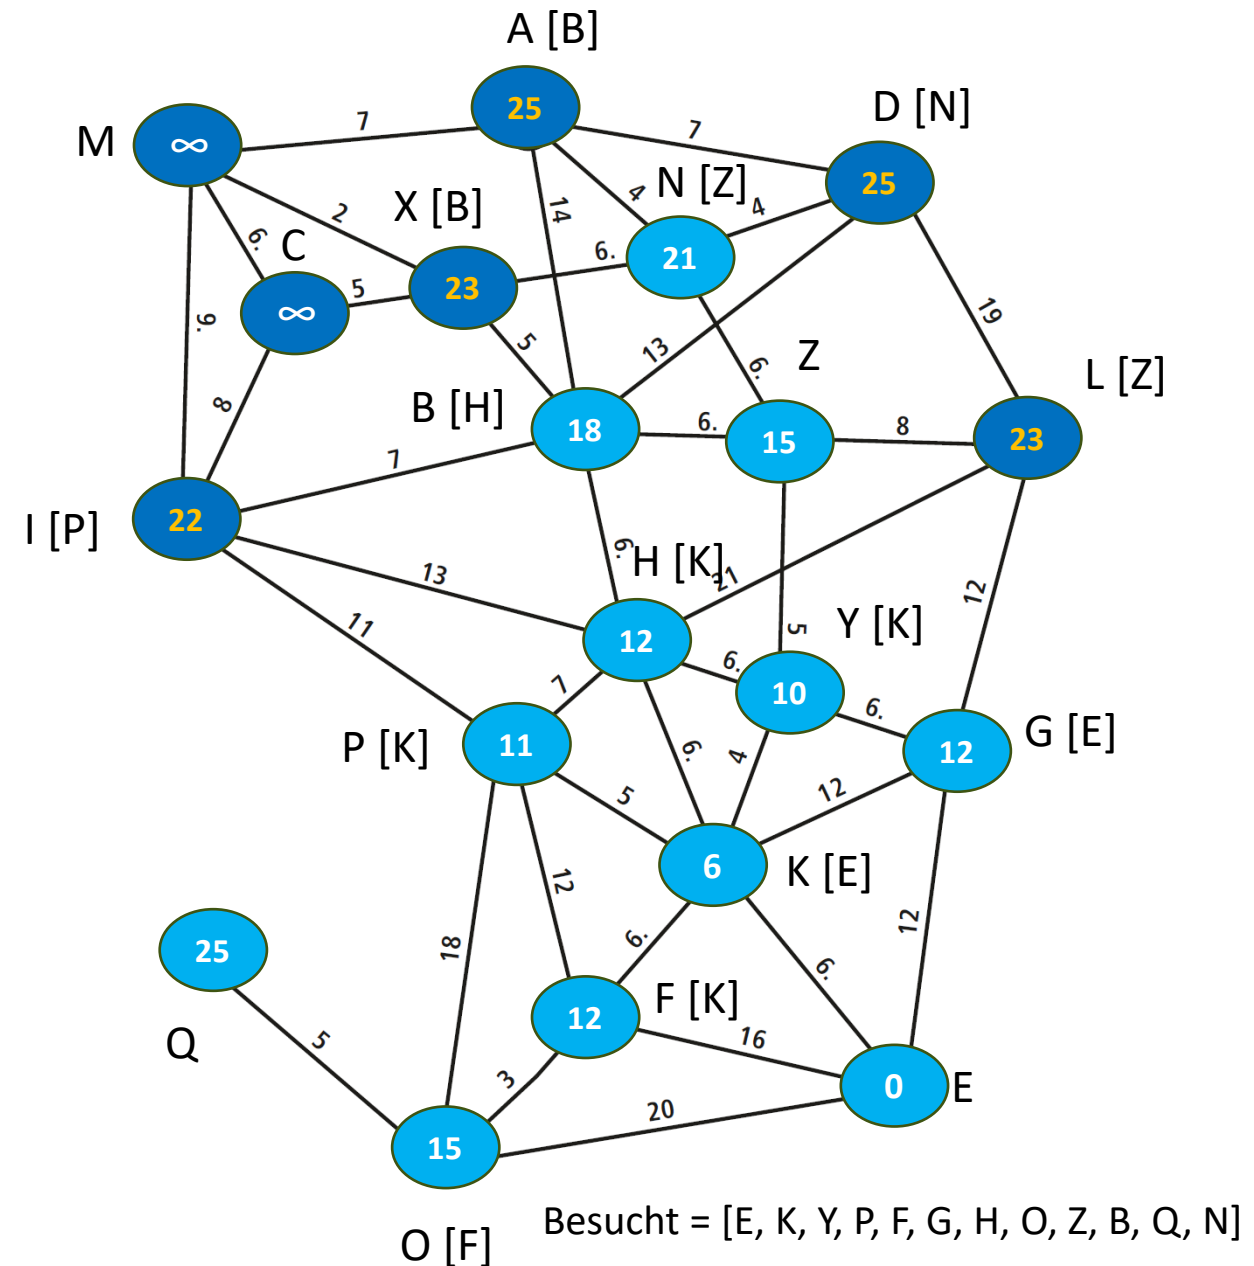 A [B]
25
D [N]
7
7
M
∞
25
N [Z]
4
4
2
14
X [B]
6.
C
21
6.
23
5
∞
9.
19
5
13
6.
Z
L [Z]
8
B [H]
18
6.
15
8
23
7
22
I [P]
6.
H [K]
13
21
12
11
5
Y [K]
12
6.
7
10
6.
G [E]
P [K]
11
6.
4
12
12
5
6
K [E]
12
25
18
12
6.
6.
F [K]
12
Q
5
16
3
0
E
20
15
Besucht = [E, K, Y, P, F, G, H, O, Z, B, Q, N]
O [F]